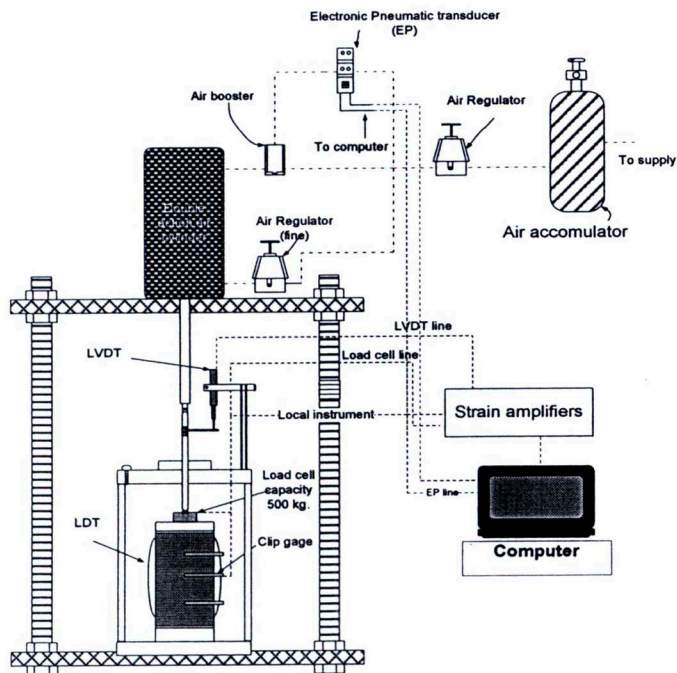 Electronic Pneumatic transducer
(EP)
Air booster
Air Regulator
To computer
To supply
Air Regulator
(fine)
Air accomulator
LVDT line
LVDT
Load cell line
Local instrument
Strain amplifiers
Load cell
capacity
500 kg.
EP line
LDT
Clip gage
Computer